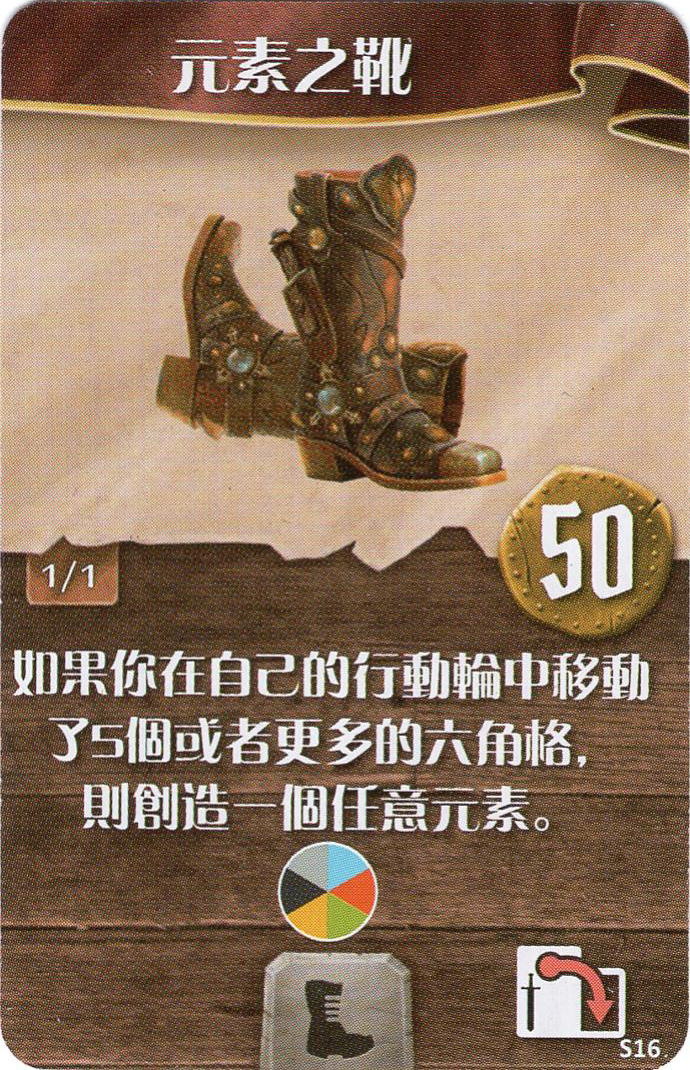 元素之靴
50
1/1
如果你在自己的行動輪中移動
了5個或者更多的六角格,
則創造一個任意元素。
S16.